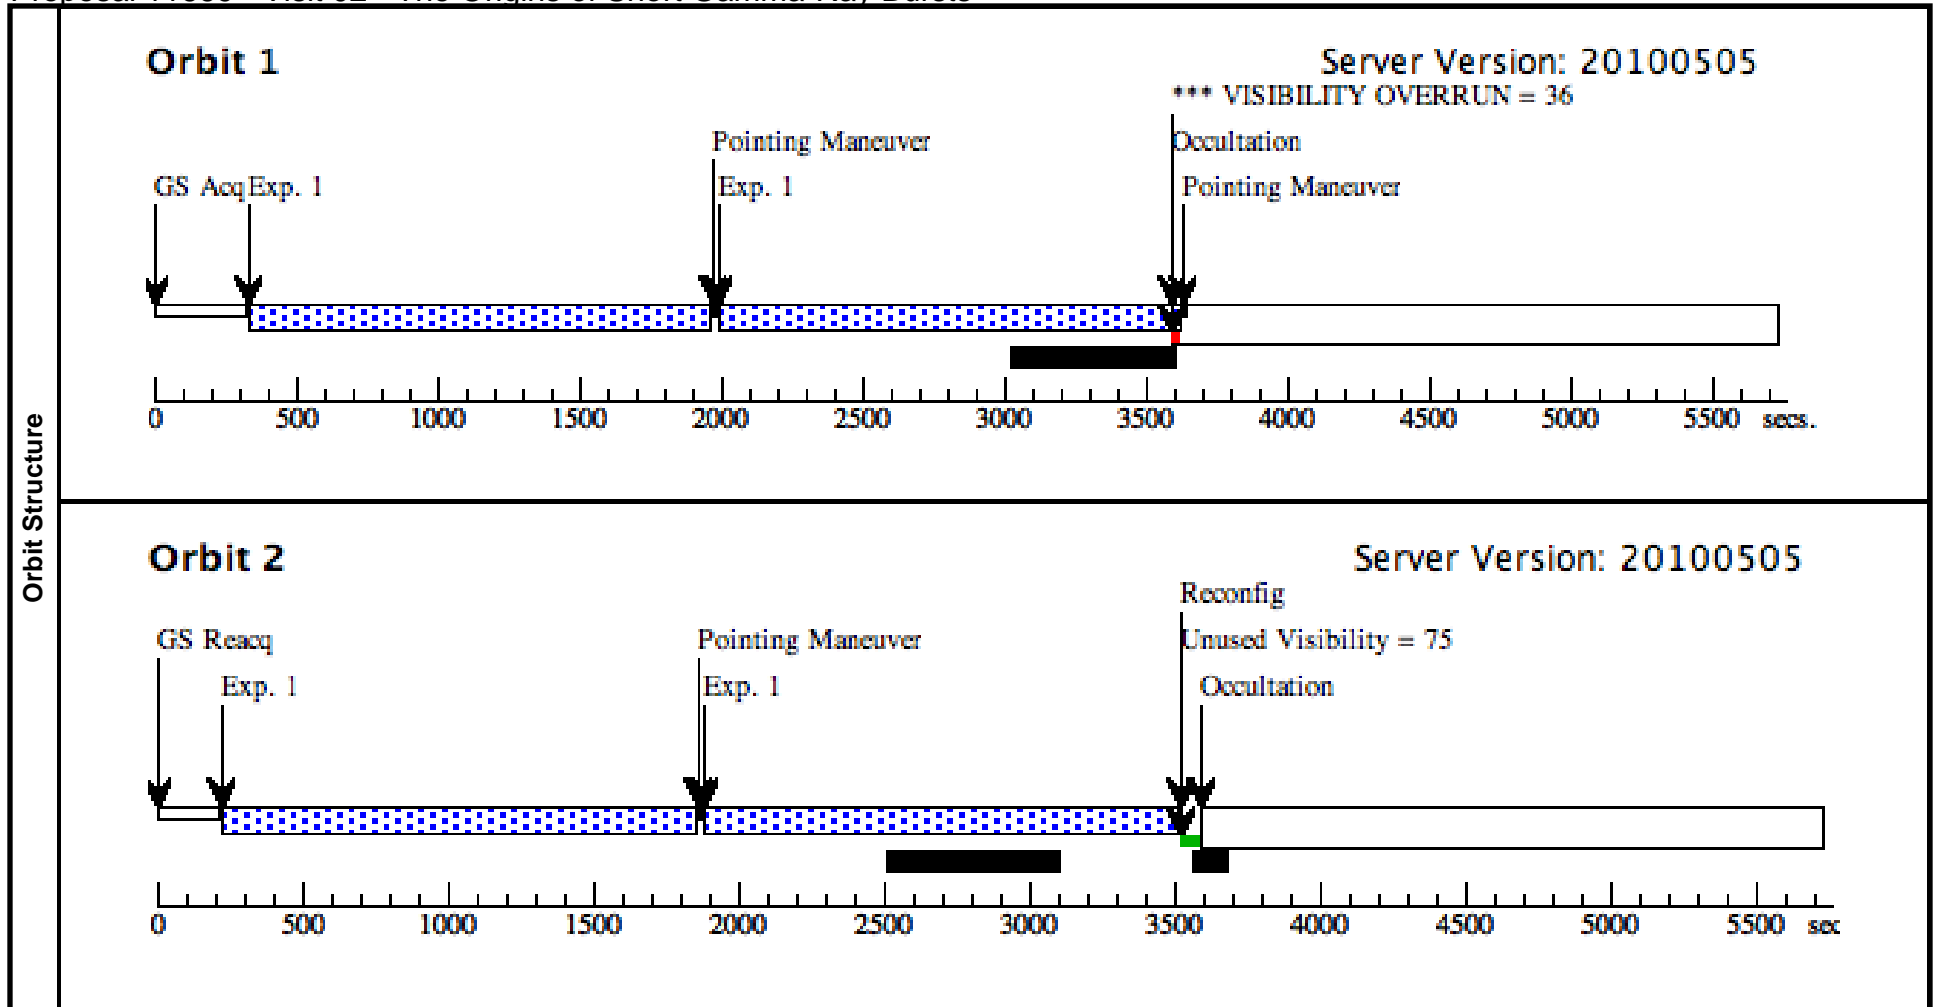 Orbit Structure
Orbit 1
Server Version: 20100505
*** VISIBILITY OVERRUN = 36
Pointing Maneuver
Occultation
GS Acq
Exp. 1
Exp. 1
Pointing Maneuver
0 500 1000 1500 2000 2500 3000 3500 4000 4500 5000 5500 secs.
Orbit 2
Server Version: 20100505
Reconfig
GS Reacq
Pointing Maneuver
Unused Visibility = 75
Exp. 1
Exp. 1
Occultation
0 500 1000 1500 2000 2500 3000 3500 4000 4500 5000 5500 sec